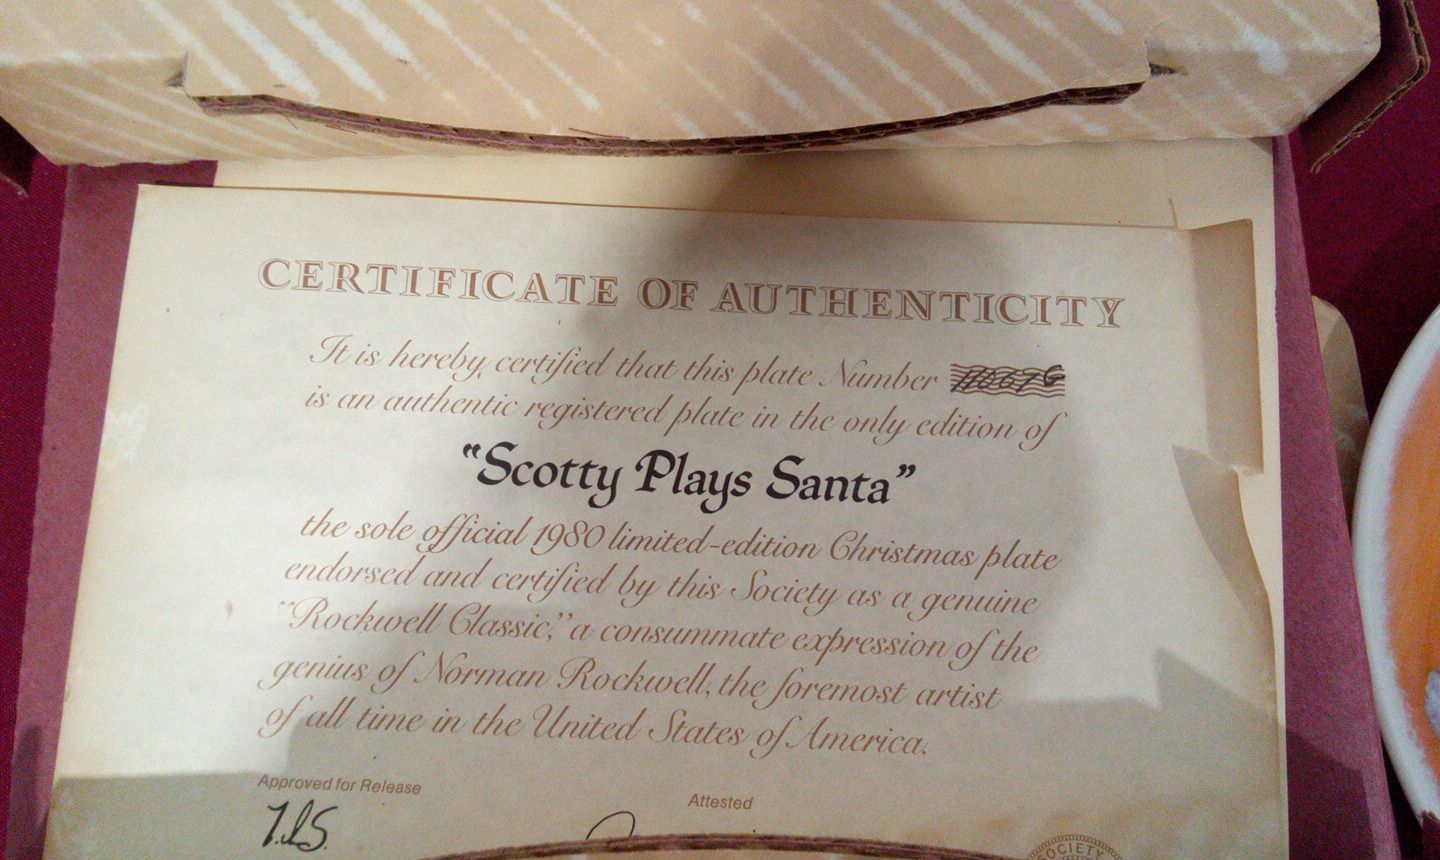 CERTIFICATE OF AUTHENTICITY
It is hereby certified that this plate Number
is an authentic registered plate in the only edition of
"Scotty Plays Santa"
the sole official 1980 limited-edition Christmas plate
endorsed and certified by this Society as a genuine
"Rockwell Classic," a consummate expression of the
genius of Norman Rockwell, the foremost artist
of all time in the United States of America.
Approved for Release
Attested
SOCIETY